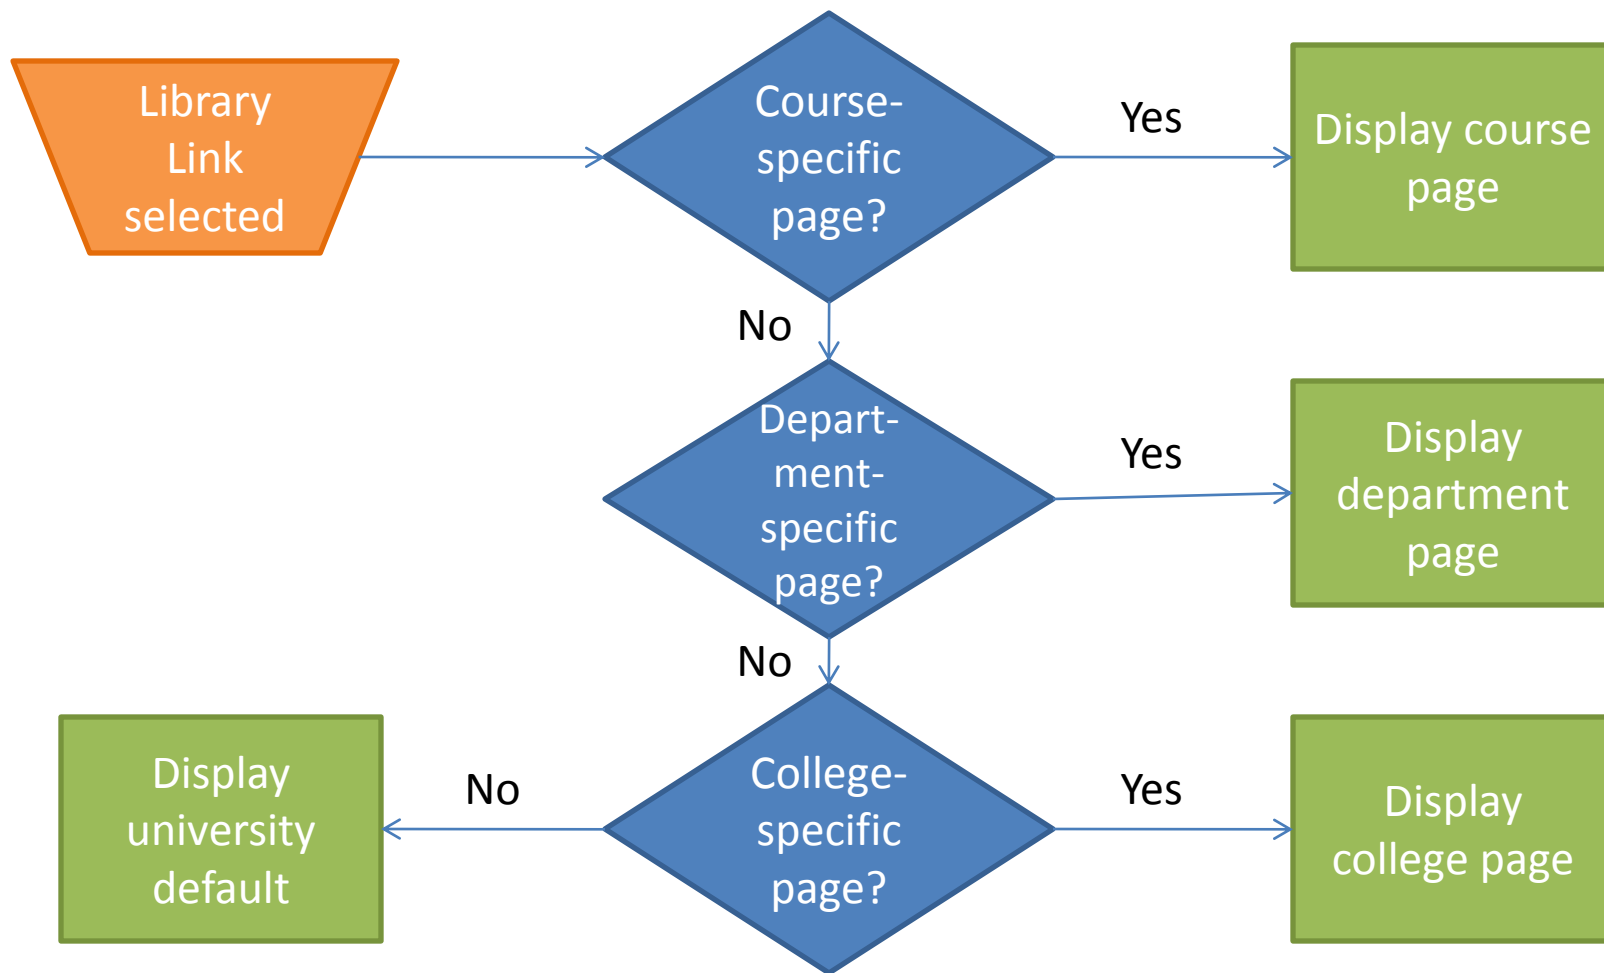 Library
Link
selected
Course-
specific
page?
Yes
Display course
page
No
Depart-
ment-
specific
page?
Yes
Display
department
page
No
College-
specific
page?
Yes
Display
college page
No
Display
university
default